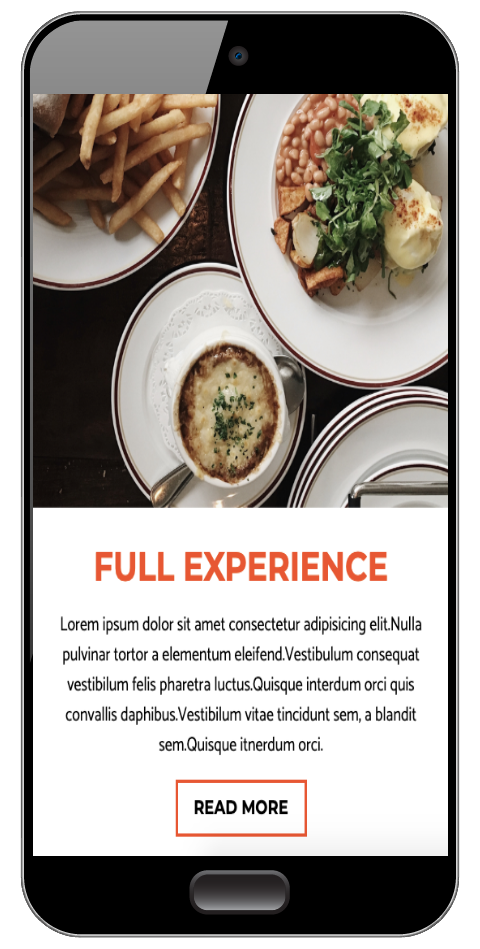 FULL EXPERIENCE
Lorem ipsum dolor sit amet consectetur adipisicing elit.Nulla
pulvinar tortor a elementum eleifend.Vestibulum consequat
vestibilum felis pharetra luctus.Quisque interdum orci quis
convallis daphibus.Vestibilum vitae tincidunt sem, a blandit
sem.Quisque itnerdum orci.
READ MORE